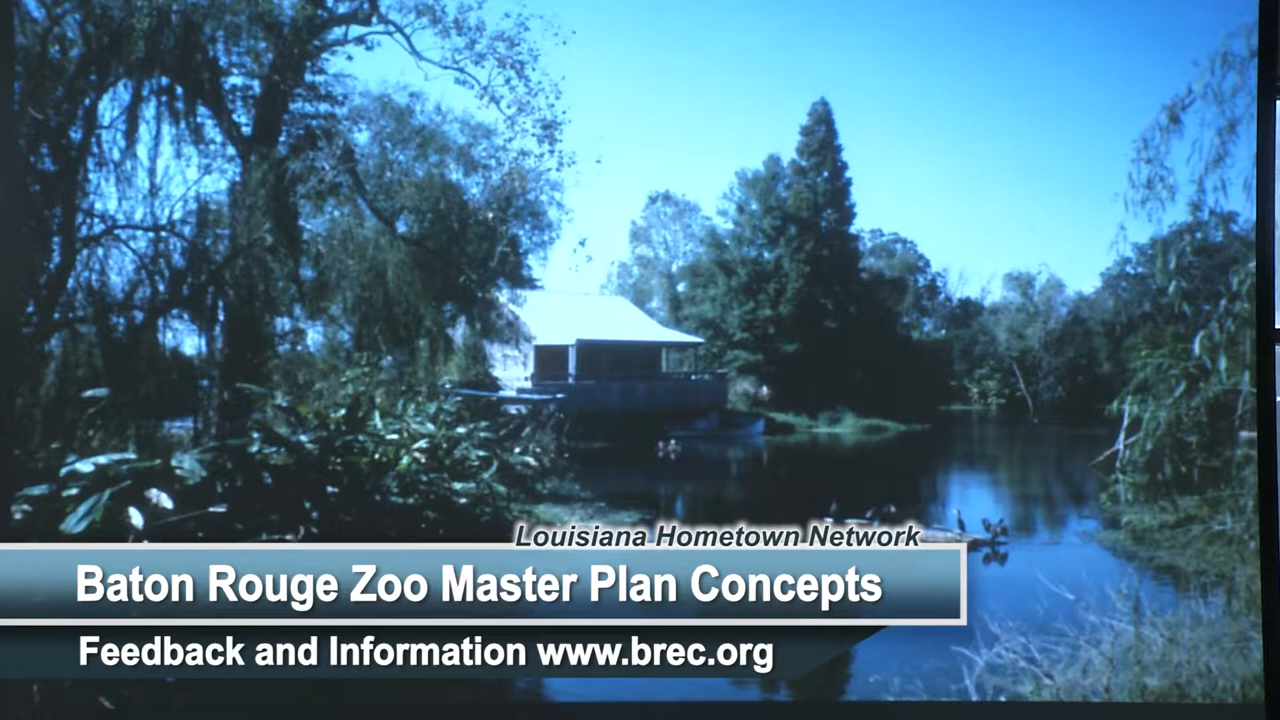 Louisiana Hometown Network
Baton Rouge Zoo Master Plan Concepts
Feedback and Information www.brec.org